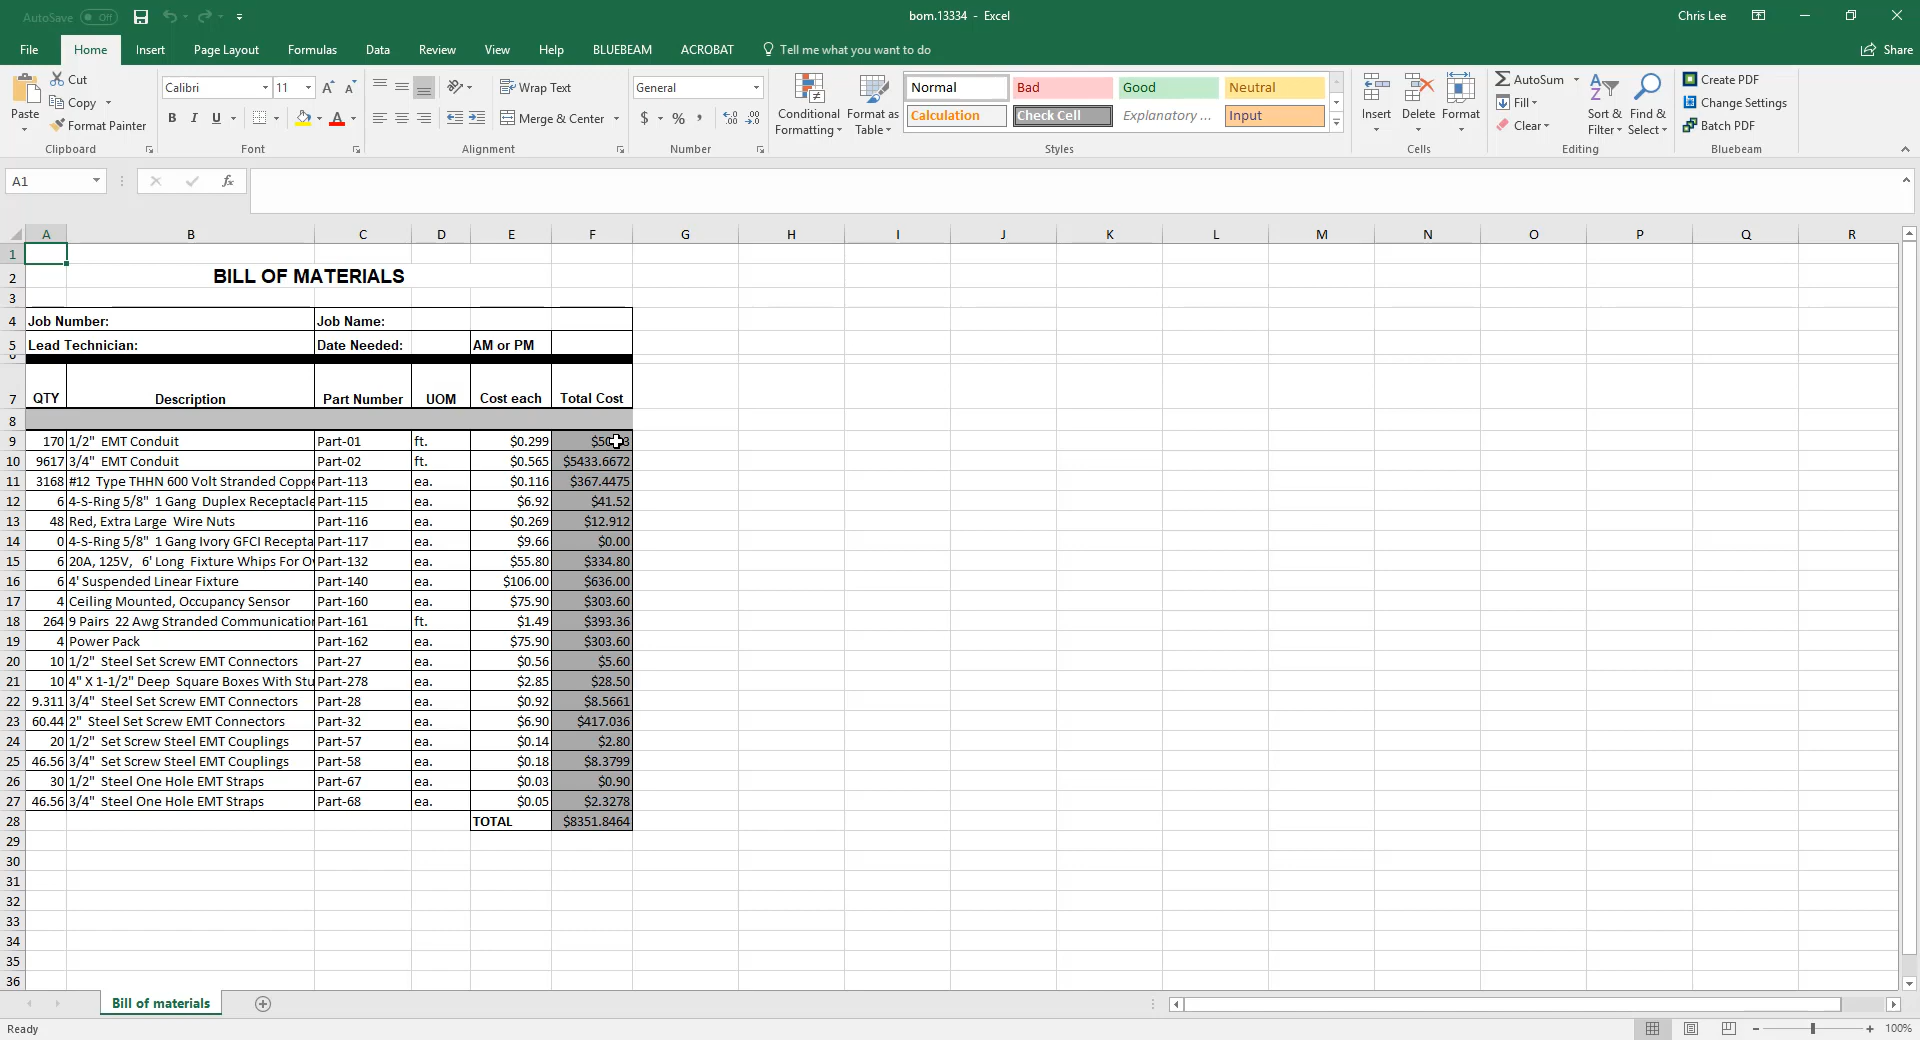 AutoSave Off
bom.13334 - Excel
Chris Lee
File Home Insert Page Layout Formulas Data Review View Help BLUEBEAM ACROBAT Tell me what you want to do Share
Paste
Cut
Copy
Format Painter
Clipboard
Calibri 11
B I U
Font
Wrap Text
Merge & Center
Alignment
General
$ % ,
Number
Conditional Formatting
Format as Table
Normal Bad Good Neutral
Calculation Check Cell Explanatory ... Input
Styles
Insert Delete Format
Cells
AutoSum
Fill
Clear
Sort & Filter
Find & Select
Editing
Create PDF
Change Settings
Batch PDF
Bluebeam
A1 fx
A B C D E F G H I J K L M N O P Q R
1
2 BILL OF MATERIALS
3
4 Job Number: Job Name:
5 Lead Technician: Date Needed: AM or PM
6
7 QTY Description Part Number UOM Cost each Total Cost
8
9 170 1/2" EMT Conduit Part-01 ft. $0.299
10 9617 3/4" EMT Conduit Part-02 ft. $0.565 $5433.6672
11 3168 #12 Type THHN 600 Volt Stranded Coppe Part-113 ea. $0.116 $367.4475
12 6 4-S-Ring 5/8" 1 Gang Duplex Receptacle Part-115 ea. $6.92 $41.52
13 48 Red, Extra Large Wire Nuts Part-116 ea. $0.269 $12.912
14 0 4-S-Ring 5/8" 1 Gang Ivory GFCI Recepta Part-117 ea. $9.66 $0.00
15 6 20A, 125V, 6' Long Fixture Whips For Ov Part-132 ea. $55.80 $334.80
16 6 4' Suspended Linear Fixture Part-140 ea. $106.00 $636.00
17 4 Ceiling Mounted, Occupancy Sensor Part-160 ea. $75.90 $303.60
18 264 9 Pairs 22 Awg Stranded Communication Part-161 ft. $1.49 $393.36
19 4 Power Pack Part-162 ea. $75.90 $303.60
20 10 1/2" Steel Set Screw EMT Connectors Part-27 ea. $0.56 $5.60
21 10 4" X 1-1/2" Deep Square Boxes With Stu Part-278 ea. $2.85 $28.50
22 9.311 3/4" Steel Set Screw EMT Connectors Part-28 ea. $0.92 $8.5661
23 60.44 2" Steel Set Screw EMT Connectors Part-32 ea. $6.90 $417.036
24 20 1/2" Set Screw Steel EMT Couplings Part-57 ea. $0.14 $2.80
25 46.56 3/4" Set Screw Steel EMT Couplings Part-58 ea. $0.18 $8.3799
26 30 1/2" Steel One Hole EMT Straps Part-67 ea. $0.03 $0.90
27 46.56 3/4" Steel One Hole EMT Straps Part-68 ea. $0.05 $2.3278
28 TOTAL $8351.8464
29
30
31
32
33
34
35
36
Bill of materials
Ready 100%